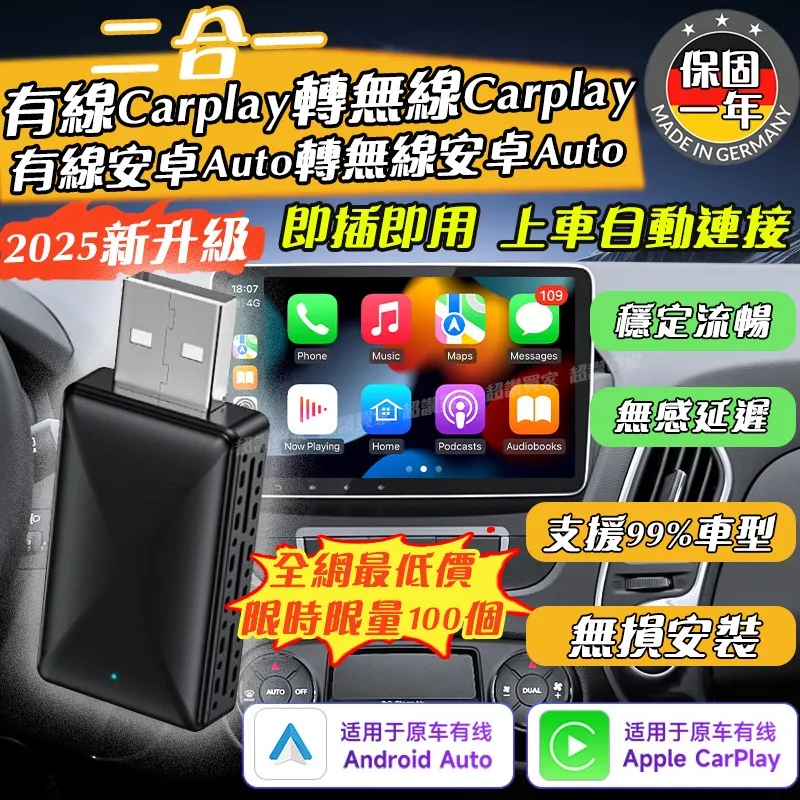 二合一
有線Carplay轉無線Carplay
有線安卓Auto轉無線安卓Auto
保固
一年
MADE IN GERMANY
2025新升級
即插即用 上車自動連接
18:07
4G
109
Phone
Music
Maps
Messages
Now Playing
Home
Podcasts
Audiobooks
超讚買家
穩定流暢
無感延遲
支援99%車型
無損安裝
全網最低價
限時限量100個
AUTO
OFF
DUAL
适用于原车有线
Android Auto
适用于原车有线
Apple CarPlay